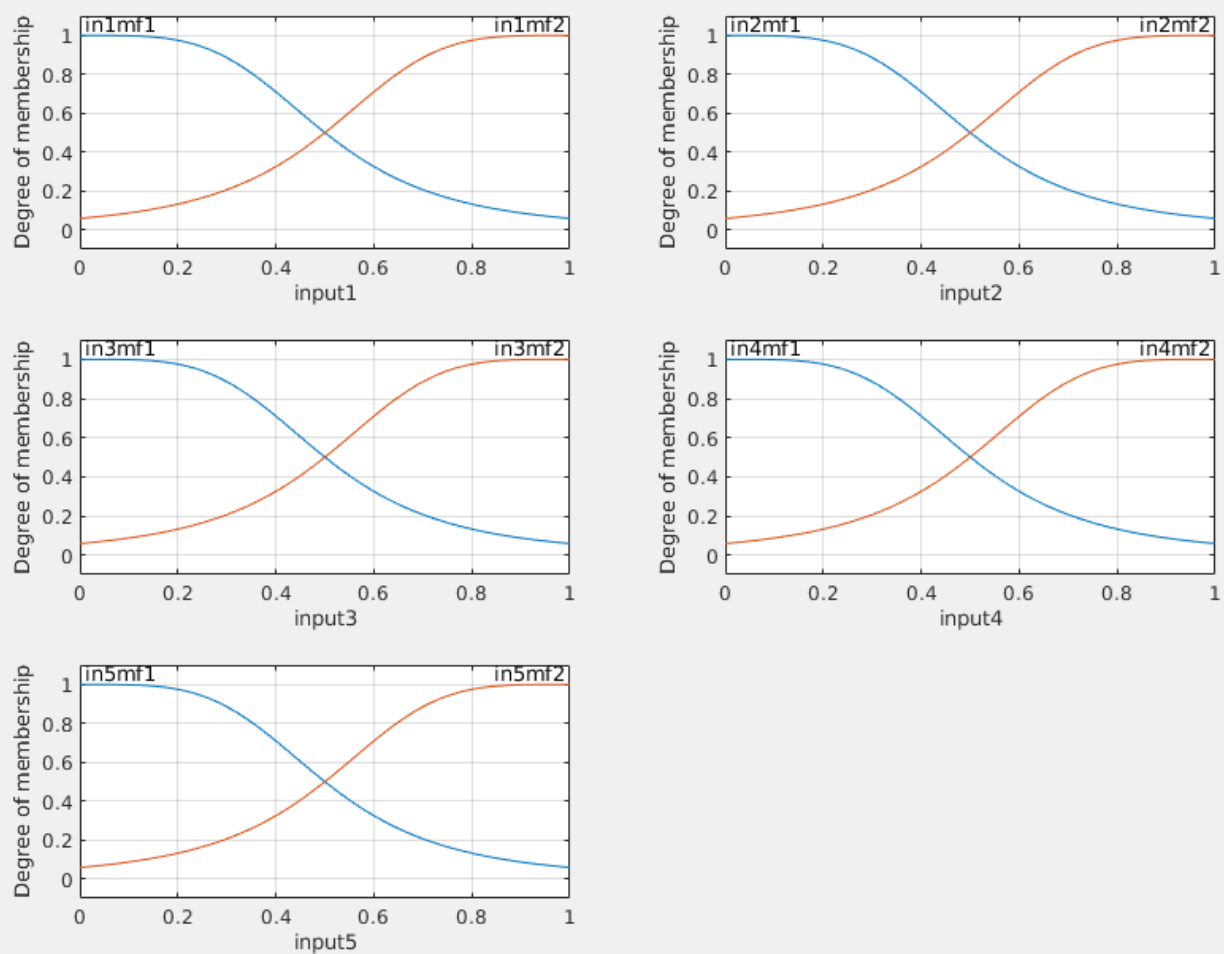 in1mf1 in1mf2
Degree of membership
1
0.8
0.6
0.4
0.2
0
0 0.2 0.4 0.6 0.8 1
input1
in2mf1 in2mf2
Degree of membership
1
0.8
0.6
0.4
0.2
0
0 0.2 0.4 0.6 0.8 1
input2
in3mf1 in3mf2
Degree of membership
1
0.8
0.6
0.4
0.2
0
0 0.2 0.4 0.6 0.8 1
input3
in4mf1 in4mf2
Degree of membership
1
0.8
0.6
0.4
0.2
0
0 0.2 0.4 0.6 0.8 1
input4
in5mf1 in5mf2
Degree of membership
1
0.8
0.6
0.4
0.2
0
0 0.2 0.4 0.6 0.8 1
input5